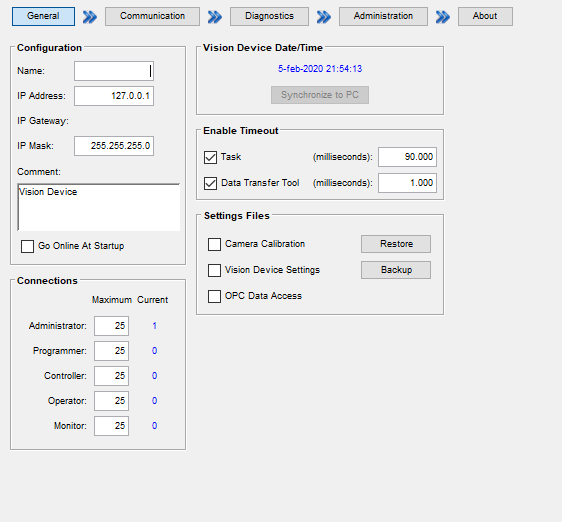 General Communication Diagnostics Administration About
Configuration
Name:
IP Address: 127.0.0.1
IP Gateway:
IP Mask: 255.255.255.0
Comment:
Vision Device
Go Online At Startup
Connections
Maximum Current
Administrator: 25 1
Programmer: 25 0
Controller: 25 0
Operator: 25 0
Monitor: 25 0
Vision Device Date/Time
5-feb-2020 21:54:13
Synchronize to PC
Enable Timeout
Task (milliseconds): 90.000
Data Transfer Tool (milliseconds): 1.000
Settings Files
Camera Calibration Restore
Vision Device Settings Backup
OPC Data Access